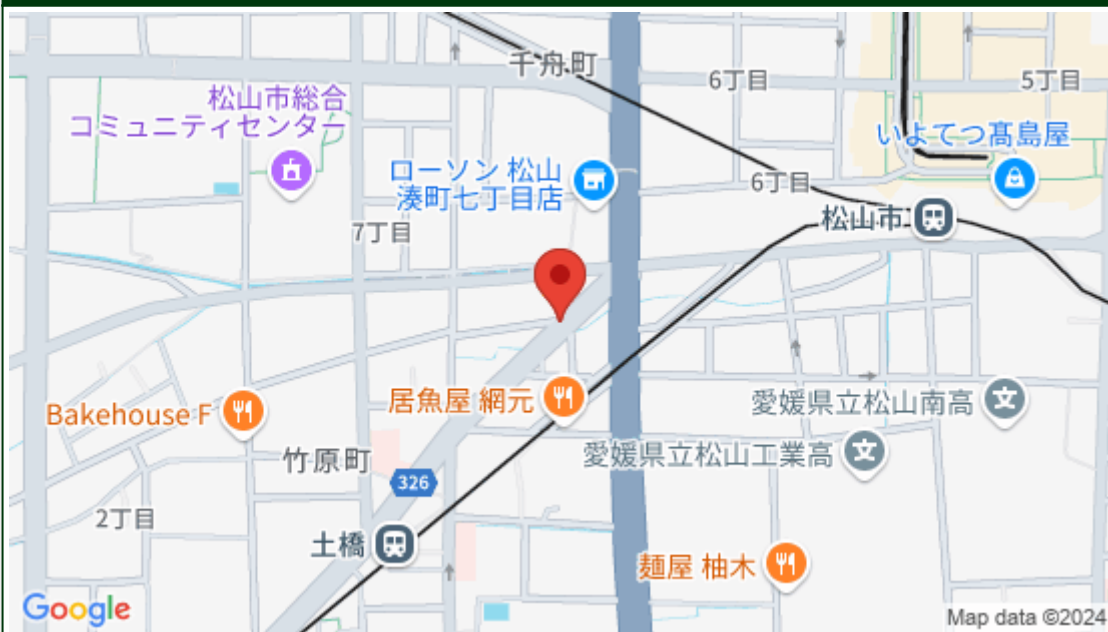 千舟町
6丁目
5丁目
松山市総合
コミュニティセンター
いよてつ髙島屋
ローソン 松山
湊町七丁目店
6丁目
松山市
7丁目
Bakehouse F
居魚屋 網元
愛媛県立松山南高
愛媛県立松山工業高
竹原町
326
2丁目
土橋
麺屋 柚木
Google
Map data ©2024